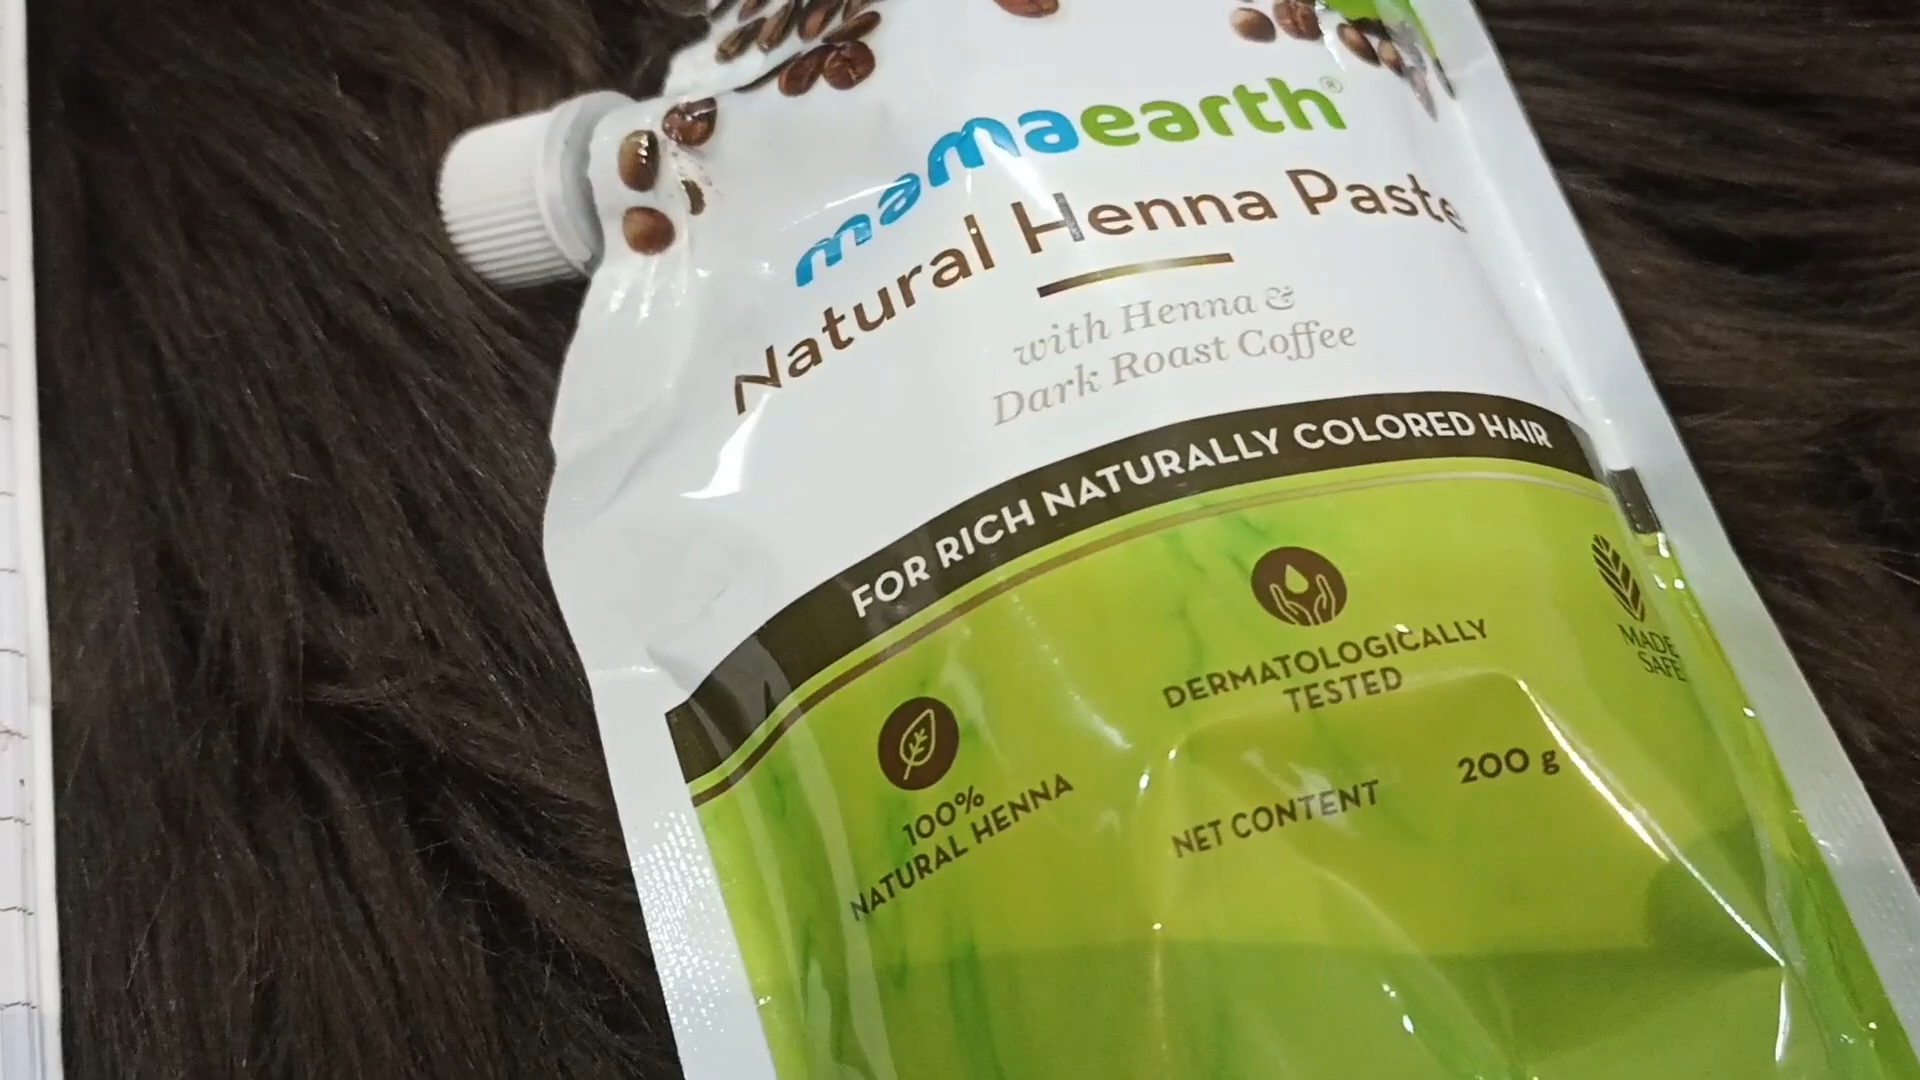 mamaearth®
Natural Henna Paste
with Henna &
Dark Roast Coffee
FOR RICH NATURALLY COLORED HAIR
DERMATOLOGICALLY
TESTED
MADE
SAFE
100%
NATURAL HENNA
NET CONTENT 200 g